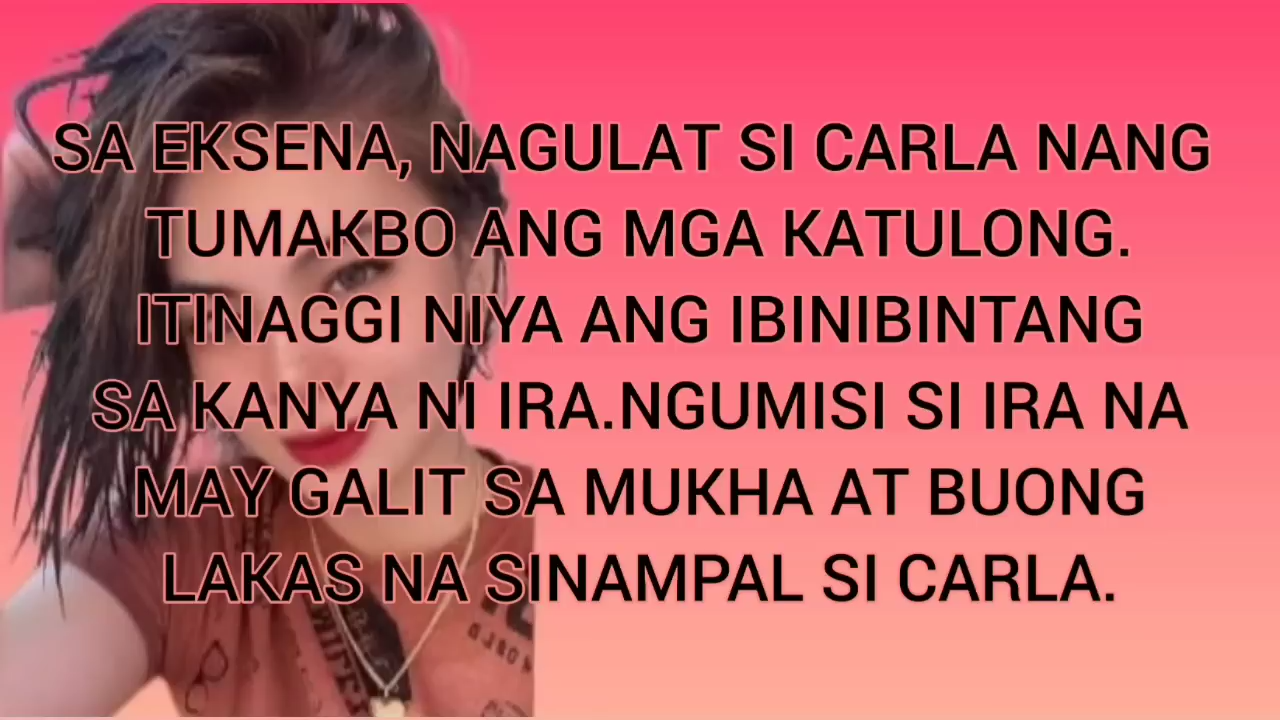 SA EKSENA, NAGULAT SI CARLA NANG
TUMAKBO ANG MGA KATULONG.
ITINAGGI NIYA ANG IBINIBINTANG
SA KANYA NI IRA.NGUMISI SI IRA NA
MAY GALIT SA MUKHA AT BUONG
LAKAS NA SINAMPAL SI CARLA.